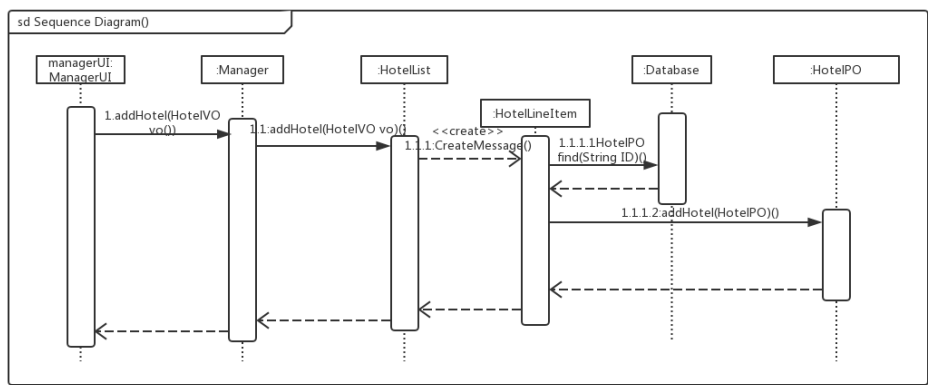 sd Sequence Diagram()
managerUI:
ManagerUI
:Manager
:HotelList
:HotelLineItem
:Database
:HotelPO
1.addHotel(HotelVO
vo())
1.1:addHotel(HotelVO vo)()
<<create>>
1.1.1:CreateMessage()
1.1.1.1HotelPO
find(String ID)()
1.1.1.2:addHotel(HotelPO)()